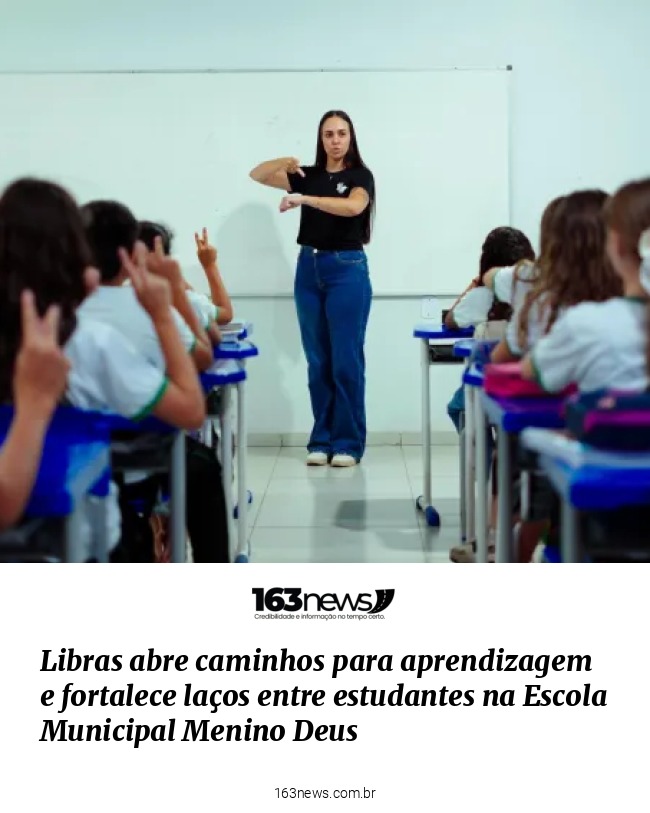 163news
Credibilidade e informação no tempo certo.
Libras abre caminhos para aprendizagem
e fortalece laços entre estudantes na Escola
Municipal Menino Deus
163news.com.br